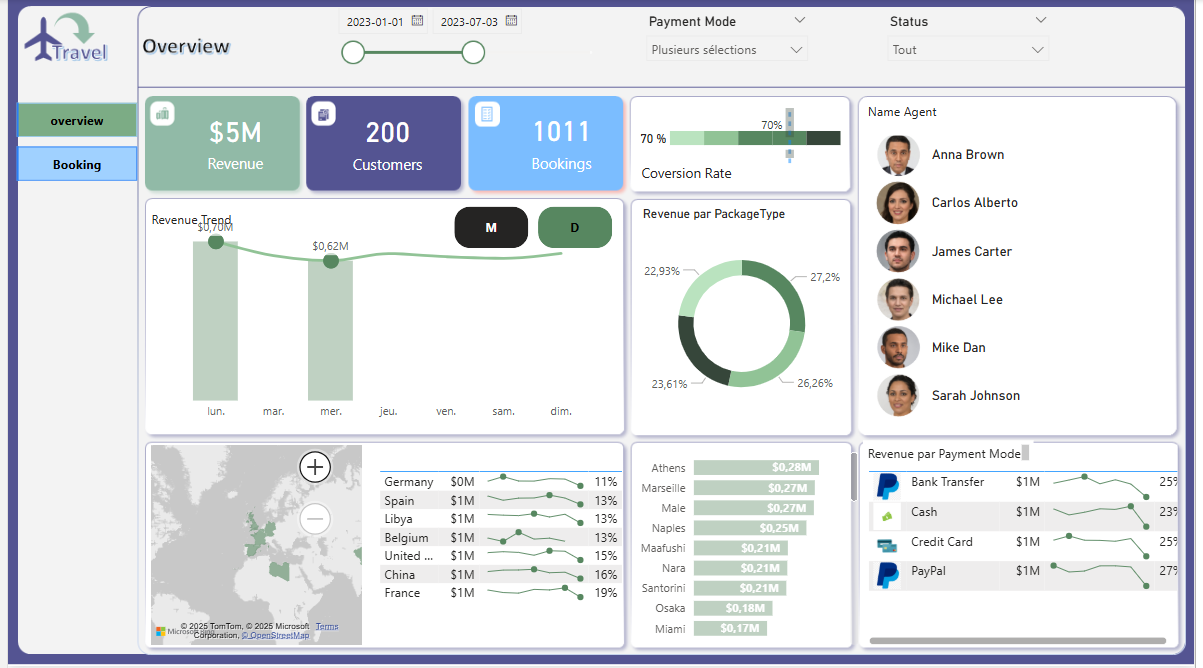 Travel
Overview
2023-01-01
2023-07-03
Payment Mode
Plusieurs sélections
Status
Tout
overview
Booking
$5M
Revenue
200
Customers
1011
Bookings
70 %
70%
Coversion Rate
Name Agent
Anna Brown
Carlos Alberto
James Carter
Michael Lee
Mike Dan
Sarah Johnson
Revenue Trend
M
D
$0,70M
$0,62M
lun. mar. mer. jeu. ven. sam. dim.
Revenue par PackageType
22,93%
27,2%
23,61%
26,26%
© 2025 TomTom, © 2025 Microsoft Corporation, © OpenStreetMap Terms
Germany $0M 11%
Spain $1M 13%
Libya $1M 13%
Belgium $1M 13%
United ... $1M 15%
China $1M 16%
France $1M 19%
Athens $0,28M
Marseille $0,27M
Male $0,27M
Naples $0,25M
Maafushi $0,21M
Nara $0,21M
Santorini $0,21M
Osaka $0,18M
Miami $0,17M
Revenue par Payment Mode
Bank Transfer $1M 25%
Cash $1M 23%
Credit Card $1M 25%
PayPal $1M 27%